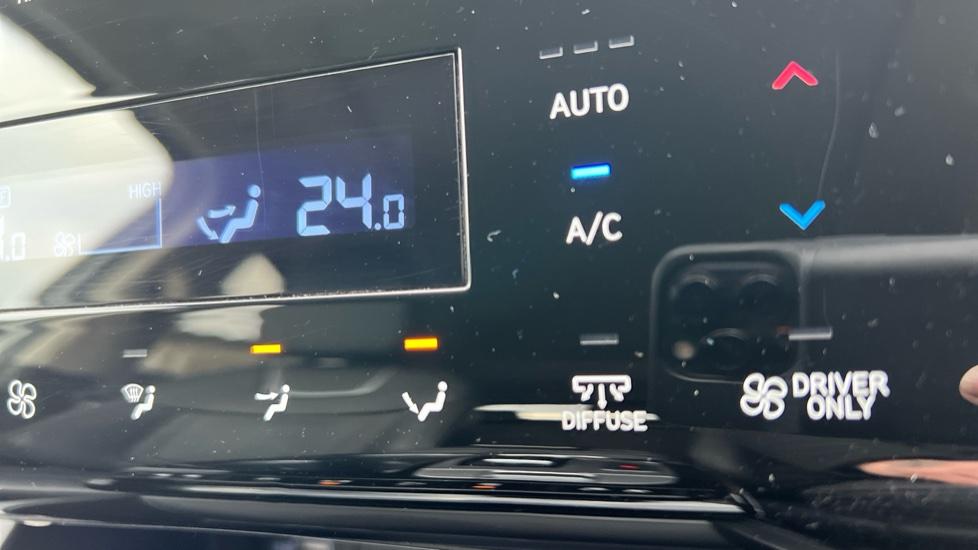 AUTO
HIGH
24.0
A/C
DRIVER
ONLY
DIFFUSE